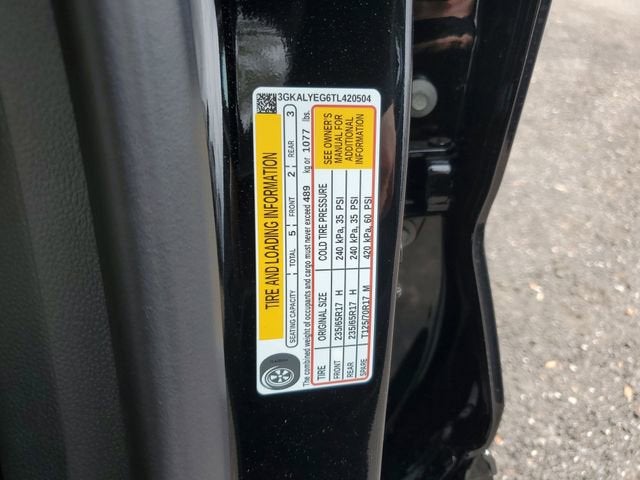 3GKALYEG6TL420504
TIRE AND LOADING INFORMATION
SEATING CAPACITY TOTAL 5 FRONT 2 REAR 3
The combined weight of occupants and cargo must never exceed 489 kg or 1077 lbs.
TIRE ORIGINAL SIZE COLD TIRE PRESSURE
FRONT 235/65R17 H 240 kPa, 35 PSI
REAR 235/65R17 H 240 kPa, 35 PSI
SPARE T125/70R17 M 420 kPa, 60 PSI
SEE OWNER'S
MANUAL FOR
ADDITIONAL
INFORMATION